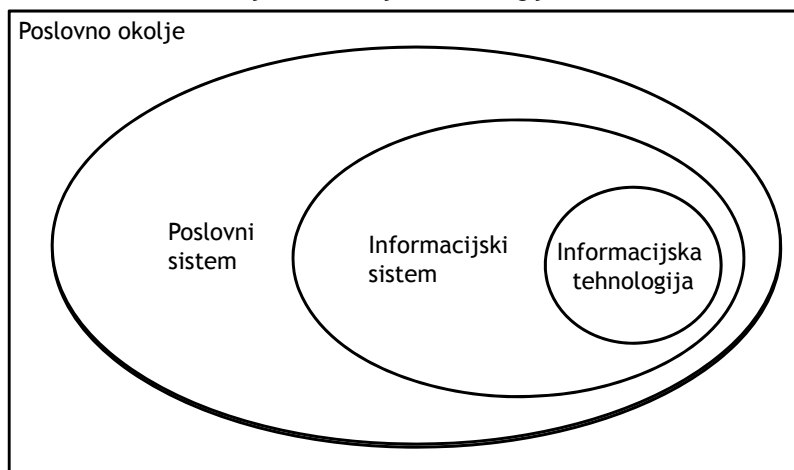 Poslovno okolje
Poslovni
sistem
Informacijski
sistem
Informacijska
tehnologija